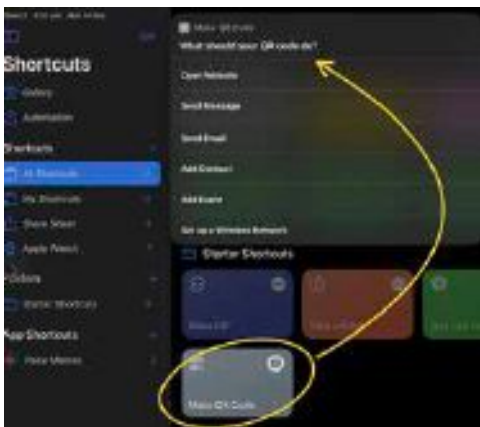 Shortcuts
Gallery
Automation
Shortcuts
All Shortcuts
My Shortcuts
Share Sheet
Apple Watch
Folders
Starter Shortcuts
App Shortcuts
Voice Memos
Make QR Code
What should your QR code do?
Open Website
Send Message
Send Email
Add Contact
Add Event
Set up a Wireless Network
Starter Shortcuts
Make QR Code